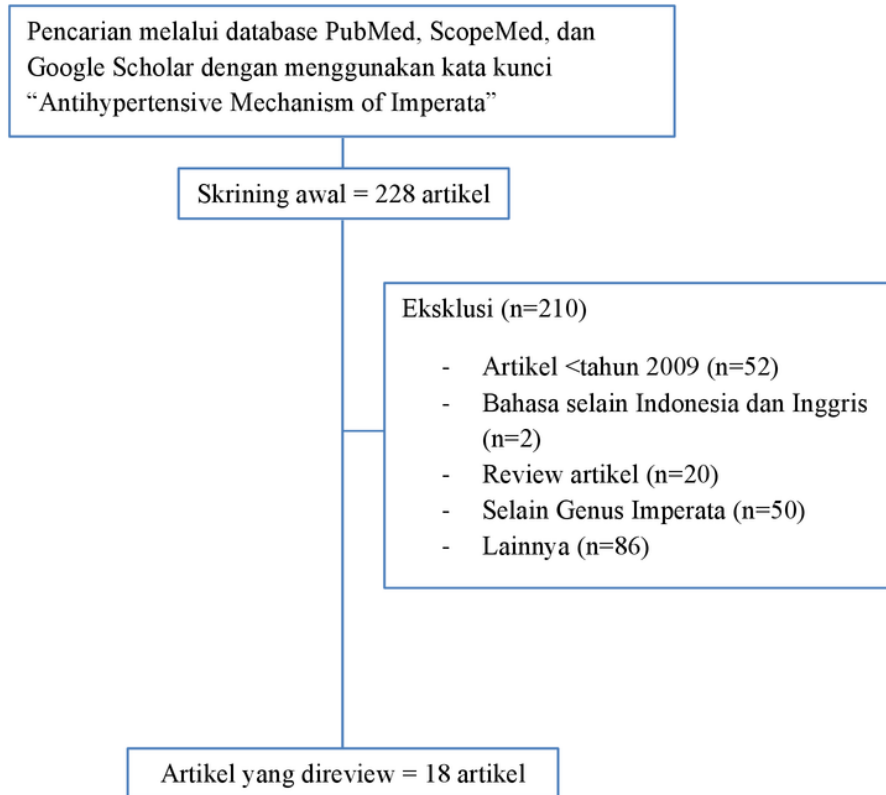 Pencarian melalui database PubMed, ScopeMed, dan
Google Scholar dengan menggunakan kata kunci
“Antihypertensive Mechanism of Imperata”
Skrining awal = 228 artikel
Eksklusi (n=210)
- Artikel <tahun 2009 (n=52)
- Bahasa selain Indonesia dan Inggris
(n=2)
- Review artikel (n=20)
- Selain Genus Imperata (n=50)
- Lainnya (n=86)
Artikel yang direview = 18 artikel